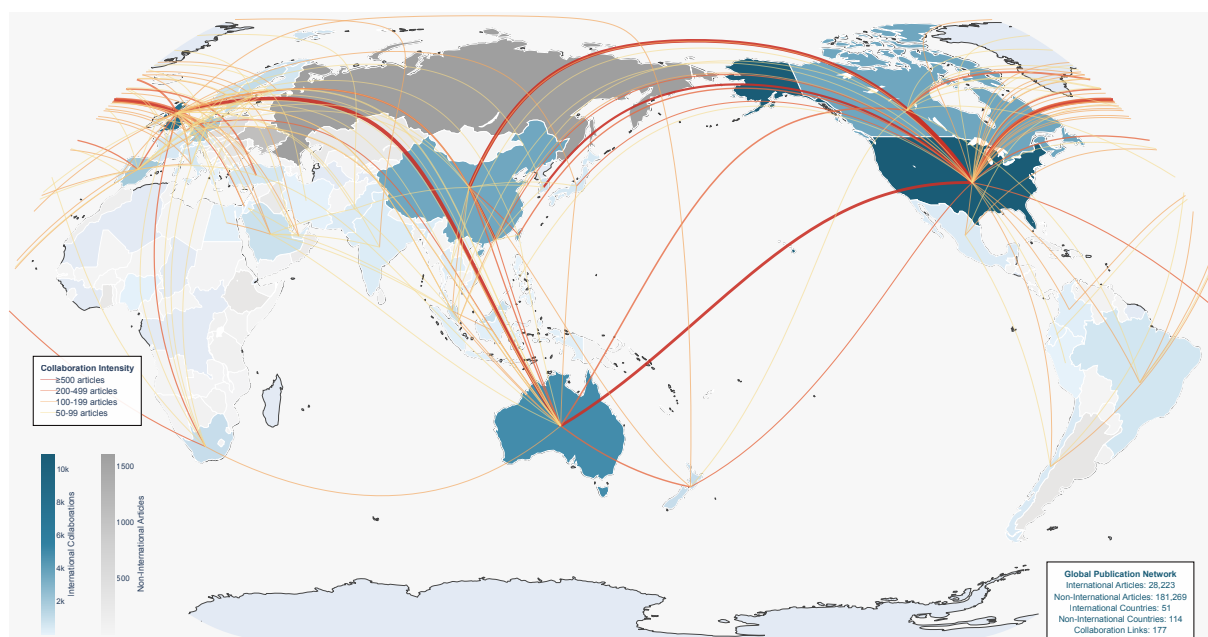 Collaboration Intensity
≥500 articles
200-499 articles
100-199 articles
50-99 articles
10k
8k
6k
4k
2k
International Collaborations
1500
1000
500
Non-International Articles
Global Publication Network
International Articles: 28,223
Non-International Articles: 181,269
International Countries: 51
Non-International Countries: 114
Collaboration Links: 177